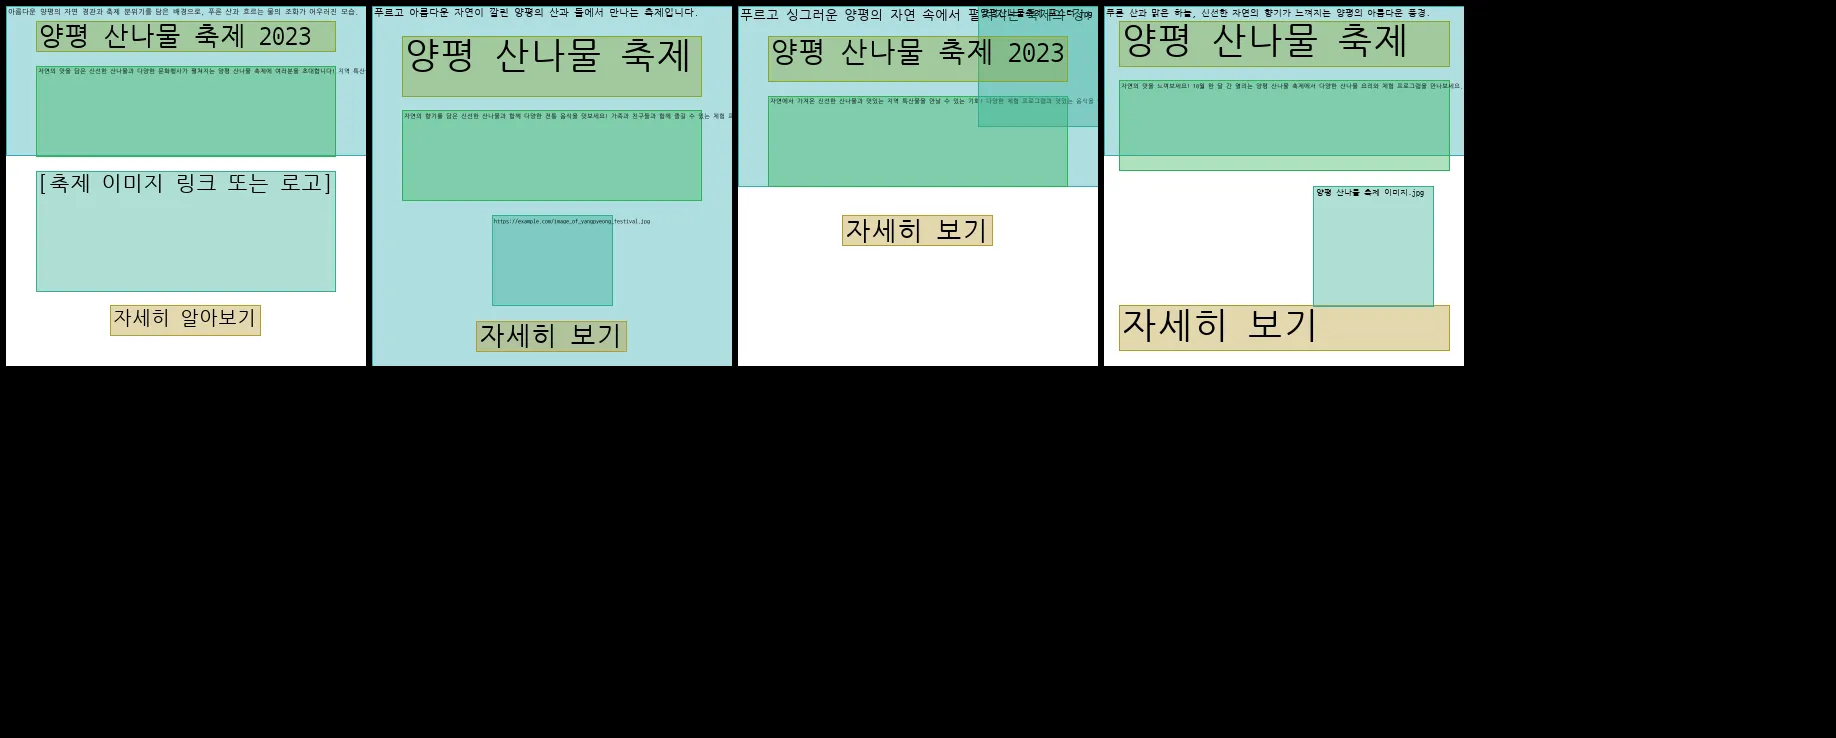 아름다운 양평의 자연 경관과 축제 분위기를 담은 배경으로, 푸른 산과 흐르는 물의 조화가 어우러진 모습.
양평 산나물 축제 2023
자연의 맛을 담은 신선한 산나물과 다양한 문화행사가 펼쳐지는 양평 산나물 축제에 여러분을 초대합니다! 지역 특산
[축제 이미지 링크 또는 로고]
자세히 알아보기
푸르고 아름다운 자연이 깔린 양평의 산과 들에서 만나는 축제입니다.
양평 산나물 축제
자연의 향기를 담은 신선한 산나물과 함께 다양한 전통 음식을 맛보세요! 가족과 친구들과 함께 즐길 수 있는 체험
https://example.com/image_of_yangpyeong_festival.jpg
자세히 보기
푸르고 싱그러운 양평의 자연 속에서
양평 산나물 축제 2023
자연에서 가져온 신선한 산나물과 맛있는 지역 특산물을 만날 수 있는 기회! 다양한 체험 프로그램과 맛있는 음식을
자세히 보기
푸른 산과 맑은 하늘, 신선한 자연의 향기가 느껴지는 양평의 아름다운 풍경.
양평 산나물 축제
자연의 맛을 느껴보세요! 10월 한 달 간 열리는 양평 산나물 축제에서 다양한 산나물 요리와 체험 프로그램을 만나보세요.
양평 산나물 축제 이미지.jpg
자세히 보기